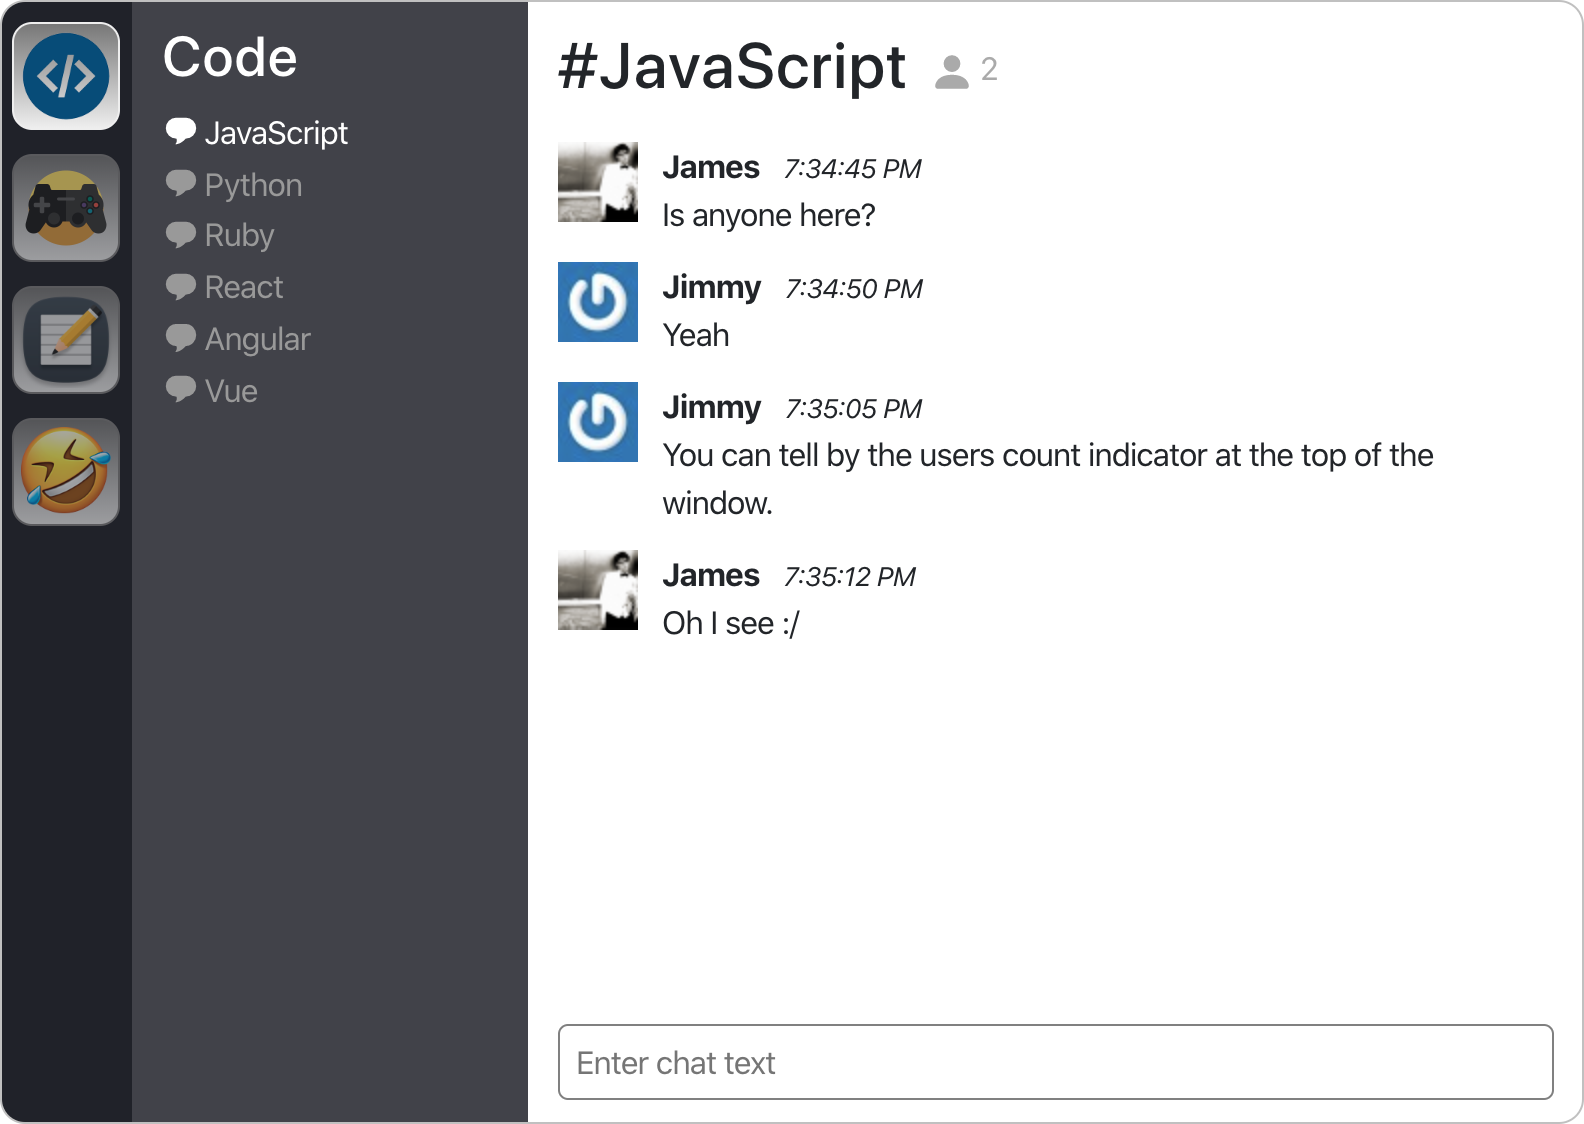 Code
JavaScript
Python
Ruby
React
Angular
Vue
#JavaScript 2
James 7:34:45 PM
Is anyone here?
Jimmy 7:34:50 PM
Yeah
Jimmy 7:35:05 PM
You can tell by the users count indicator at the top of the
window.
James 7:35:12 PM
Oh I see :/
Enter chat text